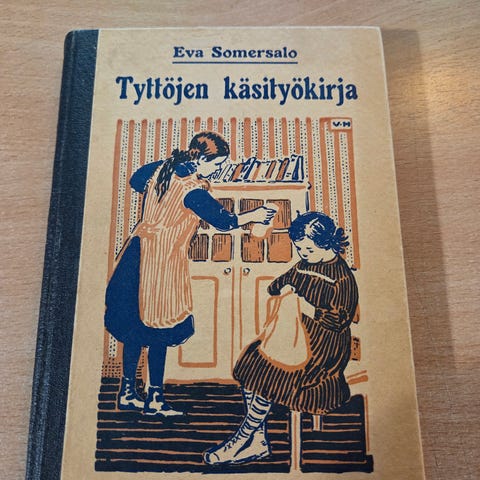 Eva Somersalo
Tyttöjen käsityökirja
V·H